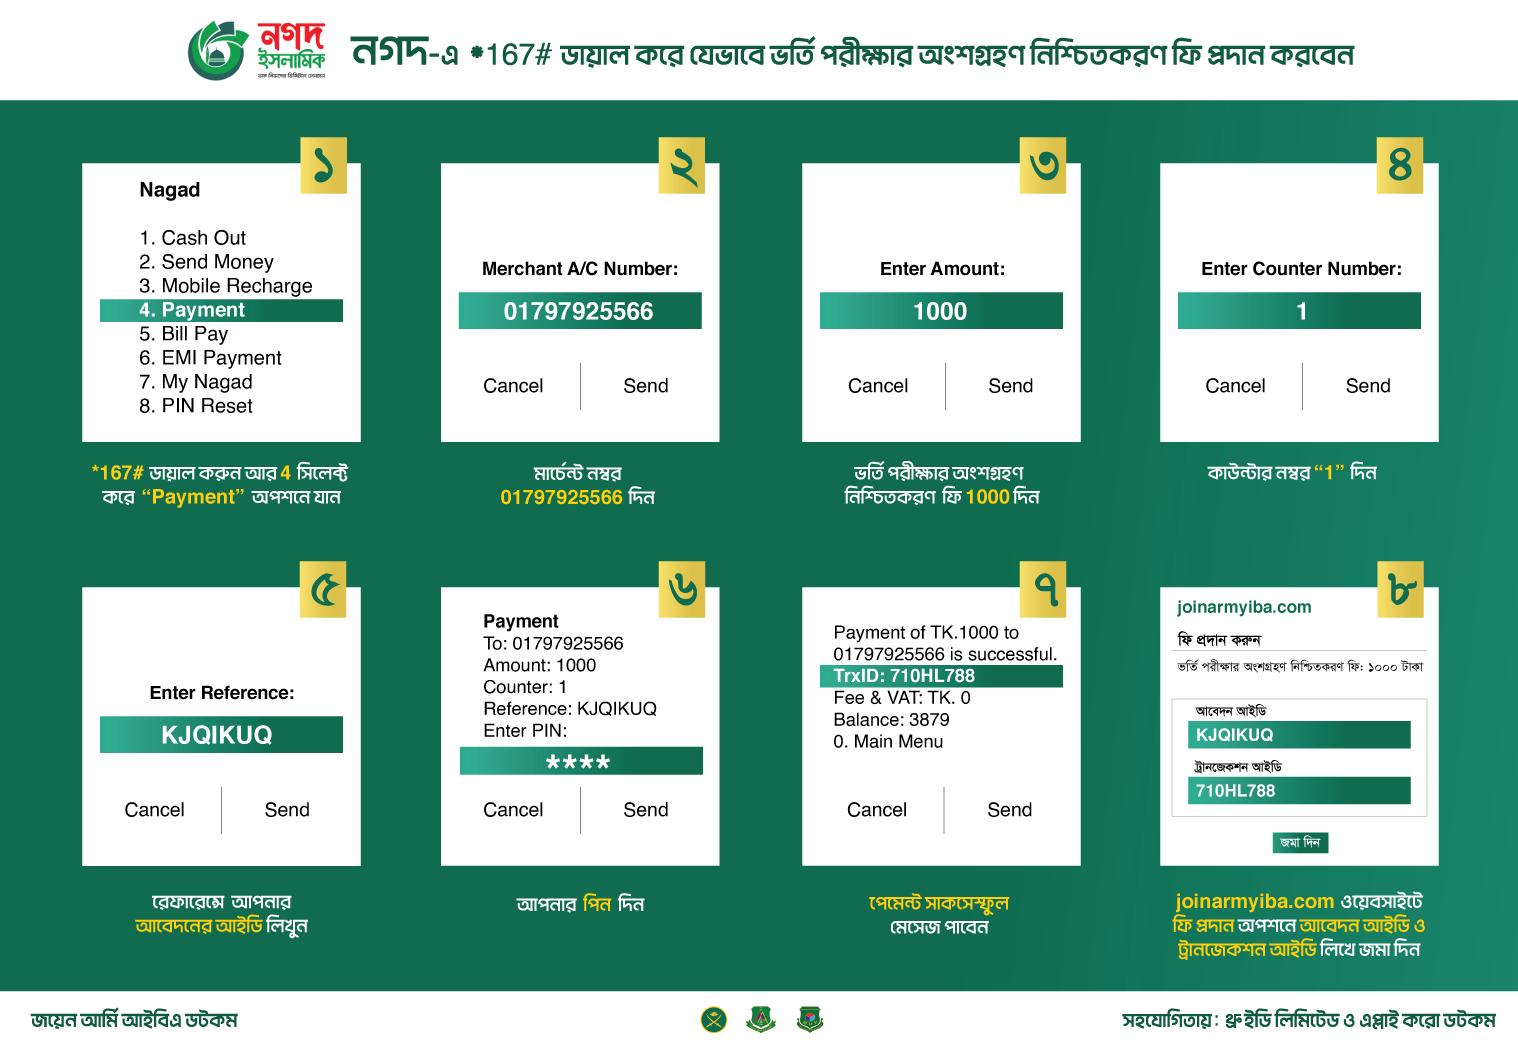 নগদ
ইসলামিক
ডাক বিভাগের ডিজিটাল লেনদেন
নগদ-এ *167# ডায়াল করে যেভাবে ভর্তি পরীক্ষার অংশগ্রহণ নিশ্চিতকরণ ফি প্রদান করবেন
১
Nagad
1. Cash Out
2. Send Money
3. Mobile Recharge
4. Payment
5. Bill Pay
6. EMI Payment
7. My Nagad
8. PIN Reset
*167# ডায়াল করুন আর 4 সিলেক্ট
করে “Payment” অপশনে যান
২
Merchant A/C Number:
01797925566
Cancel Send
মার্চেন্ট নম্বর
01797925566 দিন
৩
Enter Amount:
1000
Cancel Send
ভর্তি পরীক্ষার অংশগ্রহণ
নিশ্চিতকরণ ফি 1000 দিন
৪
Enter Counter Number:
1
Cancel Send
কাউন্টার নম্বর “1” দিন
৫
Enter Reference:
KJQIKUQ
Cancel Send
রেফারেন্সে আপনার
আবেদনের আইডি লিখুন
৬
Payment
To: 01797925566
Amount: 1000
Counter: 1
Reference: KJQIKUQ
Enter PIN:
****
Cancel Send
আপনার পিন দিন
৭
Payment of TK.1000 to
01797925566 is successful.
TrxID: 710HL788
Fee & VAT: TK. 0
Balance: 3879
0. Main Menu
Cancel Send
পেমেন্ট সাকসেস্ফুল
মেসেজ পাবেন
৮
joinarmyiba.com
ফি প্রদান করুন
ভর্তি পরীক্ষার অংশগ্রহণ নিশ্চিতকরণ ফি: ১০০০ টাকা
আবেদন আইডি
KJQIKUQ
ট্রানজেকশন আইডি
710HL788
জমা দিন
joinarmyiba.com ওয়েবসাইটে
ফি প্রদান অপশনে আবেদন আইডি ও
ট্রানজেকশন আইডি লিখে জমা দিন
জয়েন আর্মি আইবিএ ডটকম
সহযোগিতায়: থ্রু ইডি লিমিটেড ও এপ্লাই করো ডটকম